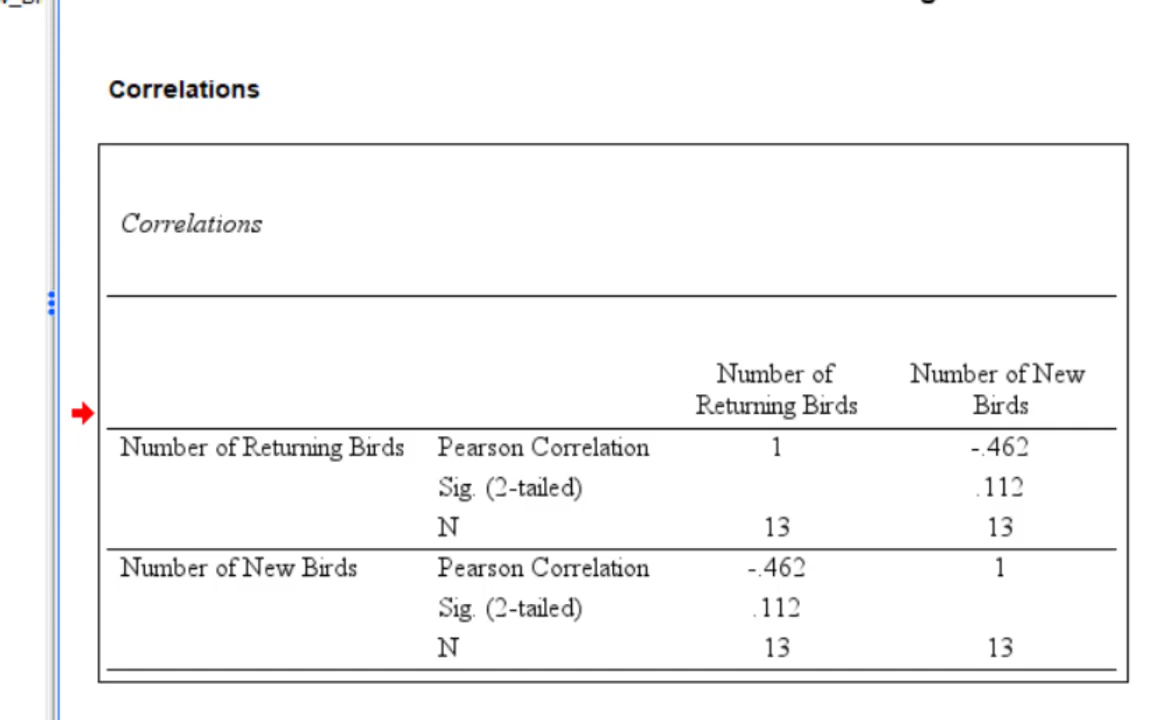 Correlations
Correlations
Number of Returning Birds Number of New Birds
Number of Returning Birds Pearson Correlation 1 -.462
Sig. (2-tailed) .112
N 13 13
Number of New Birds Pearson Correlation -.462 1
Sig. (2-tailed) .112
N 13 13